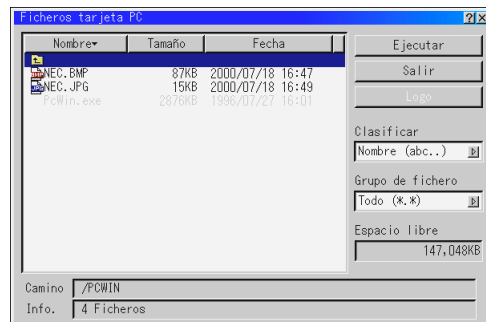 Ficheros tarjeta PC
Nombre▾ Tamaño Fecha
NEC.BMP 87KB 2000/07/18 16:47
NEC.JPG 15KB 2000/07/18 16:49
PcWin.exe 2876KB 1996/07/27 16:01
Ejecutar
Salir
Logo
Clasificar
Nombre (abc..)
Grupo de fichero
Todo (*.*)
Espacio libre
147,048KB
Camino /PCWIN
Info. 4 Ficheros